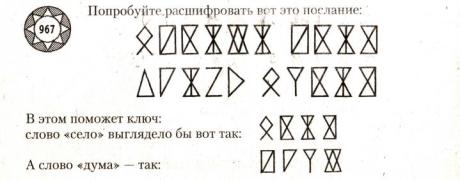 967
Попробуйте расшифровать вот это послание:
В этом поможет ключ:
слово «село» выглядело бы вот так:
А слово «дума» — так: